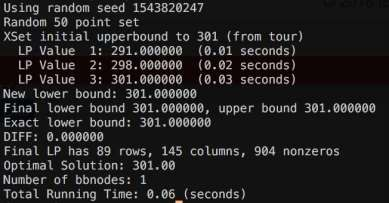 Using random seed 1543820247
Random 50 point set
XSet initial upperbound to 301 (from tour)
  LP Value  1: 291.000000  (0.01 seconds)
  LP Value  2: 298.000000  (0.02 seconds)
  LP Value  3: 301.000000  (0.03 seconds)
New lower bound: 301.000000
Final lower bound 301.000000, upper bound 301.000000
Exact lower bound: 301.000000
DIFF: 0.000000
Final LP has 89 rows, 145 columns, 904 nonzeros
Optimal Solution: 301.00
Number of bbnodes: 1
Total Running Time: 0.06 (seconds)